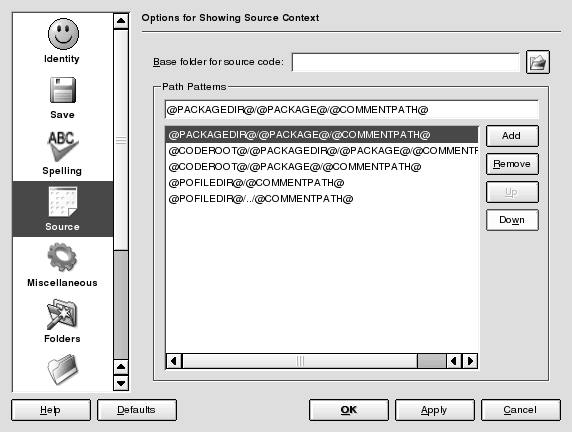 Options for Showing Source Context
Identity
Save
ABC
Spelling
Source
Miscellaneous
Folders
Base folder for source code:
Path Patterns
@PACKAGEDIR@/@PACKAGE@/@COMMENTPATH@
@PACKAGEDIR@/@PACKAGE@/@COMMENTPATH@
@CODEROOT@/@PACKAGEDIR@/@PACKAGE@/@COMMENTP
@CODEROOT@/@PACKAGE@/@COMMENTPATH@
@POFILEDIR@/@COMMENTPATH@
@POFILEDIR@/../@COMMENTPATH@
Add
Remove
Up
Down
Help
Defaults
OK
Apply
Cancel